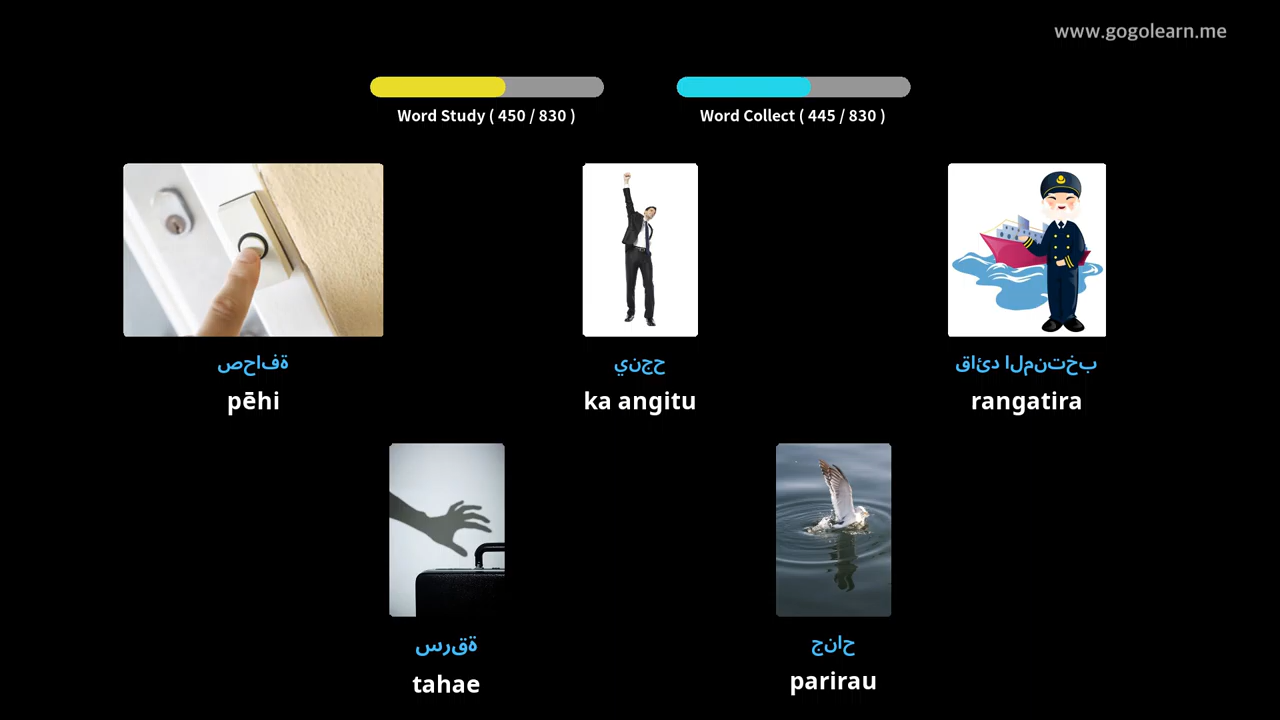 www.gogolearn.me
Word Study ( 450 / 830 )
Word Collect ( 445 / 830 )
صحافة
ينجح
قائد المنتخب
pēhi
ka angitu
rangatira
سرقة
جناح
tahae
parirau